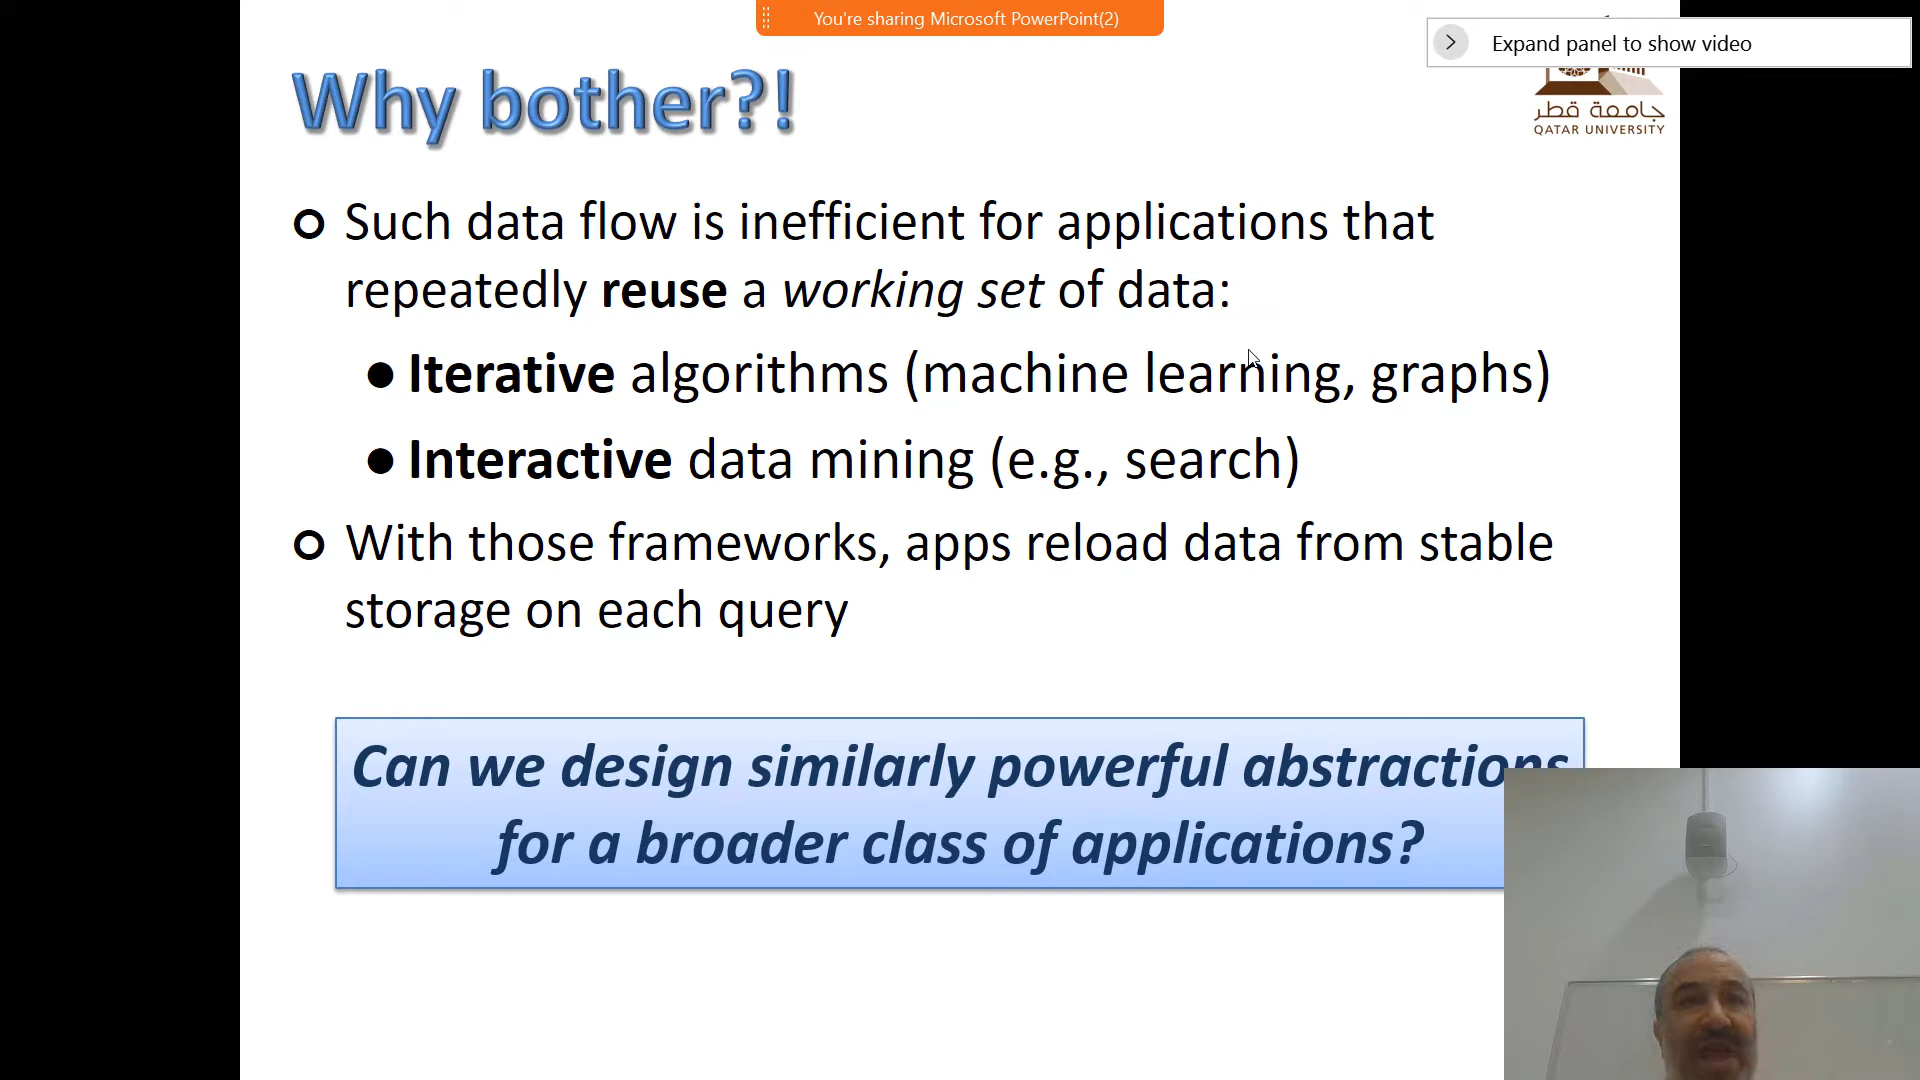 You're sharing Microsoft PowerPoint(2)
Expand panel to show video
Why bother?!
جامعة قطر
QATAR UNIVERSITY
Such data flow is inefficient for applications that
repeatedly reuse a working set of data:
Iterative algorithms (machine learning, graphs)
Interactive data mining (e.g., search)
With those frameworks, apps reload data from stable
storage on each query
Can we design similarly powerful abstractions
for a broader class of applications?